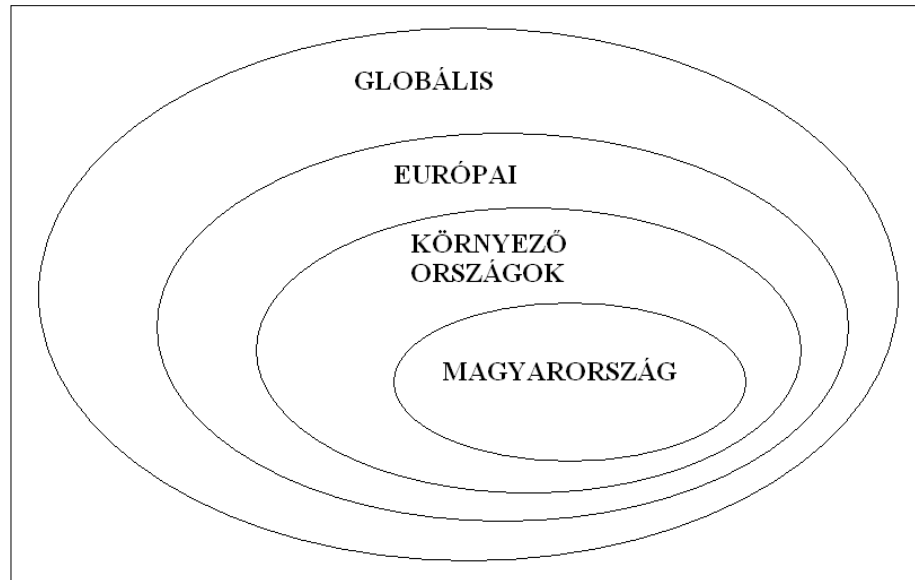 GLOBÁLIS
EURÓPAI
KÖRNYEZŐ
ORSZÁGOK
MAGYARORSZÁG